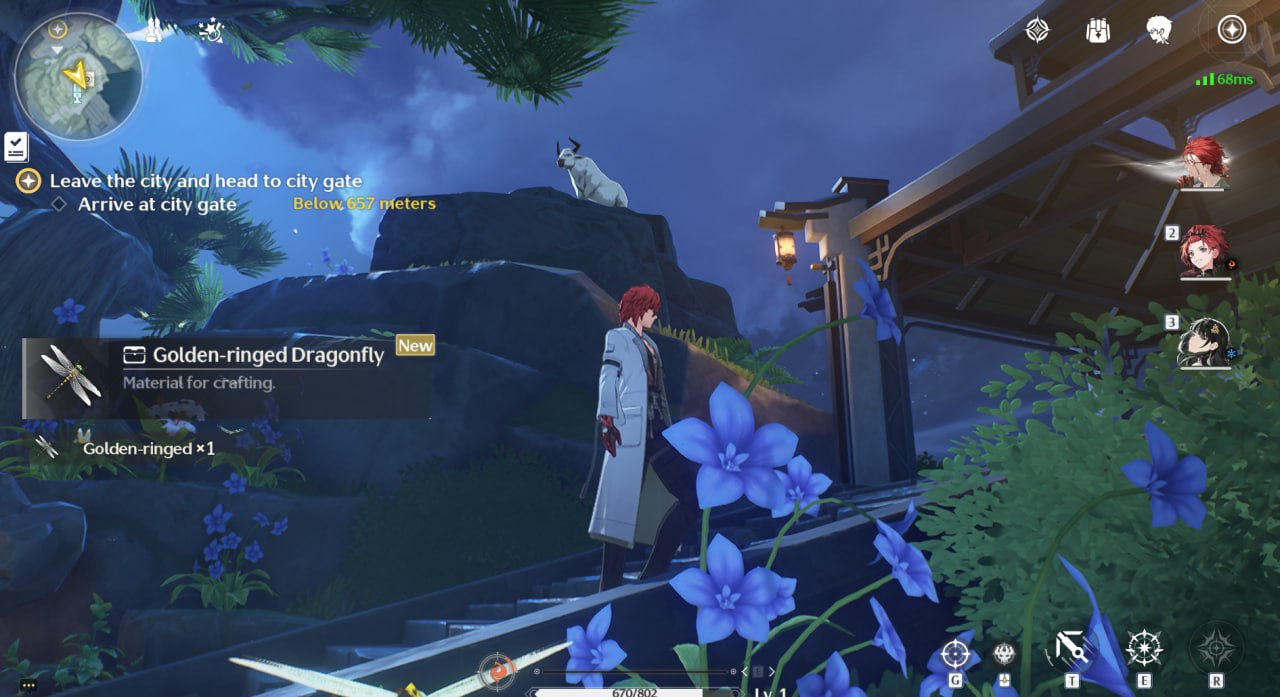 68ms
Leave the city and head to city gate
Arrive at city gate
Below 657 meters
2
3
Golden-ringed Dragonfly
New
Material for crafting.
Golden-ringed ×1
G
T
E
R
670/802
Lv.1